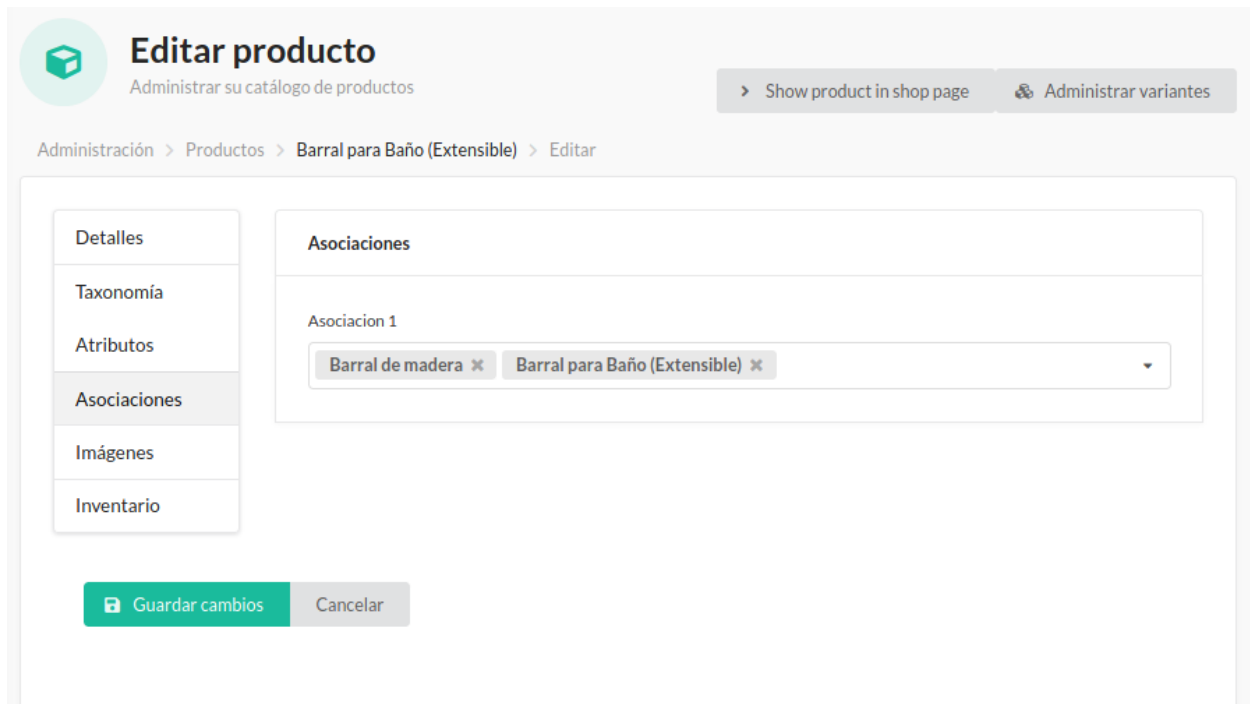 Editar producto
Administrar su catálogo de productos
Show product in shop page
Administrar variantes
Administración > Productos > Barral para Baño (Extensible) > Editar
Detalles
Taxonomía
Atributos
Asociaciones
Imágenes
Inventario
Asociaciones
Asociacion 1
Barral de madera ✖ Barral para Baño (Extensible) ✖
Guardar cambios
Cancelar